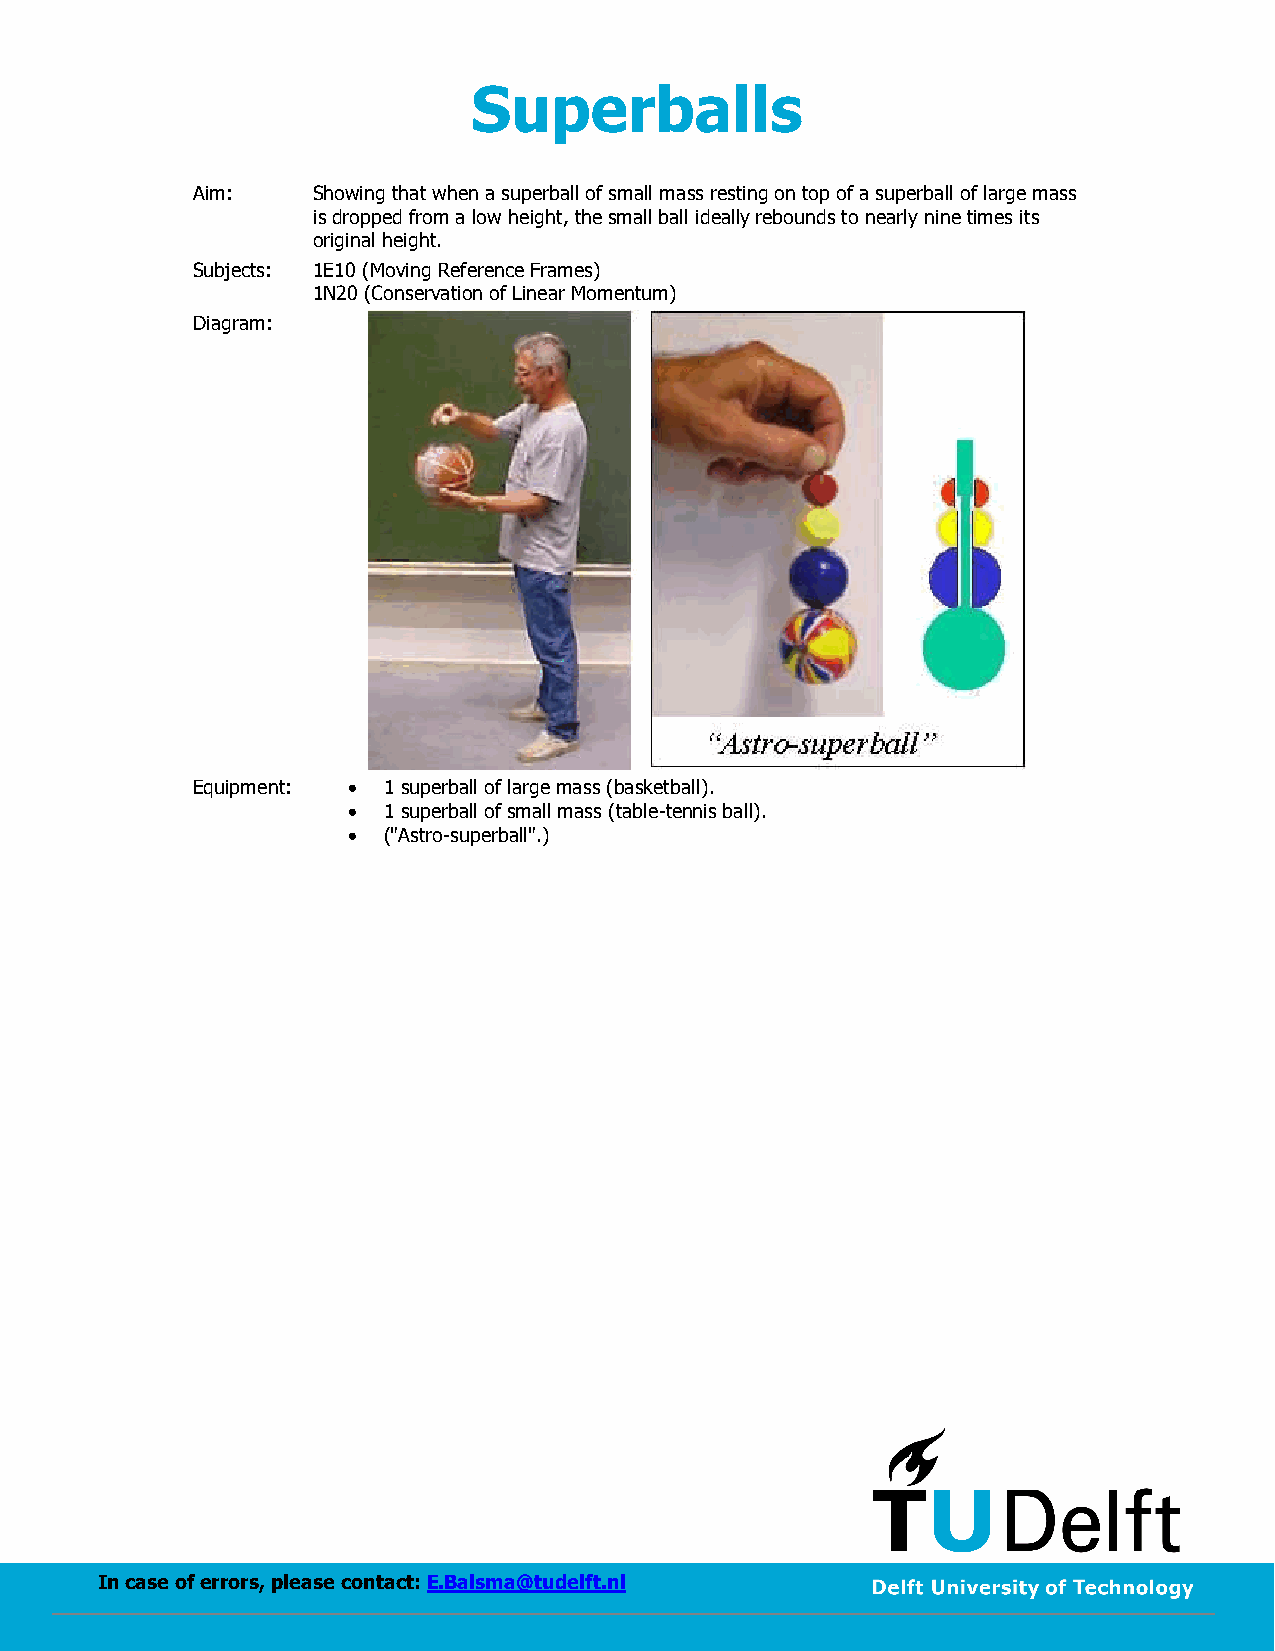 Superballs
Aim: Showing that when a superball of small mass resting on top of a superball of large mass
is dropped from a low height, the small ball ideally rebounds to nearly nine times its
original height.
Subjects: 1E10 (Moving Reference Frames)
1N20 (Conservation of Linear Momentum)
Diagram:
“Astro-superball”
Equipment: • 1 superball of large mass (basketball).
• 1 superball of small mass (table-tennis ball).
• ("Astro-superball".)
TUDelft
In case of errors, please contact: E.Balsma@tudelft.nl
Delft University of Technology